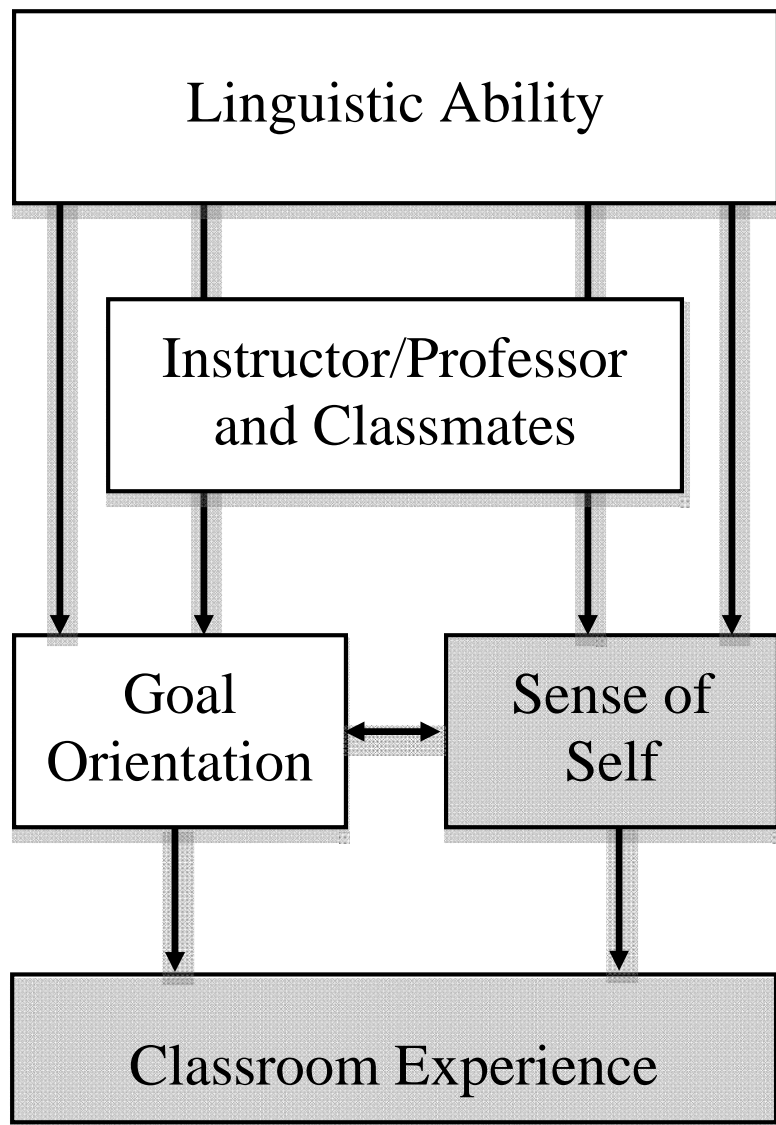 Linguistic Ability
Instructor/Professor
and Classmates
Goal
Orientation
Sense of
Self
Classroom Experience